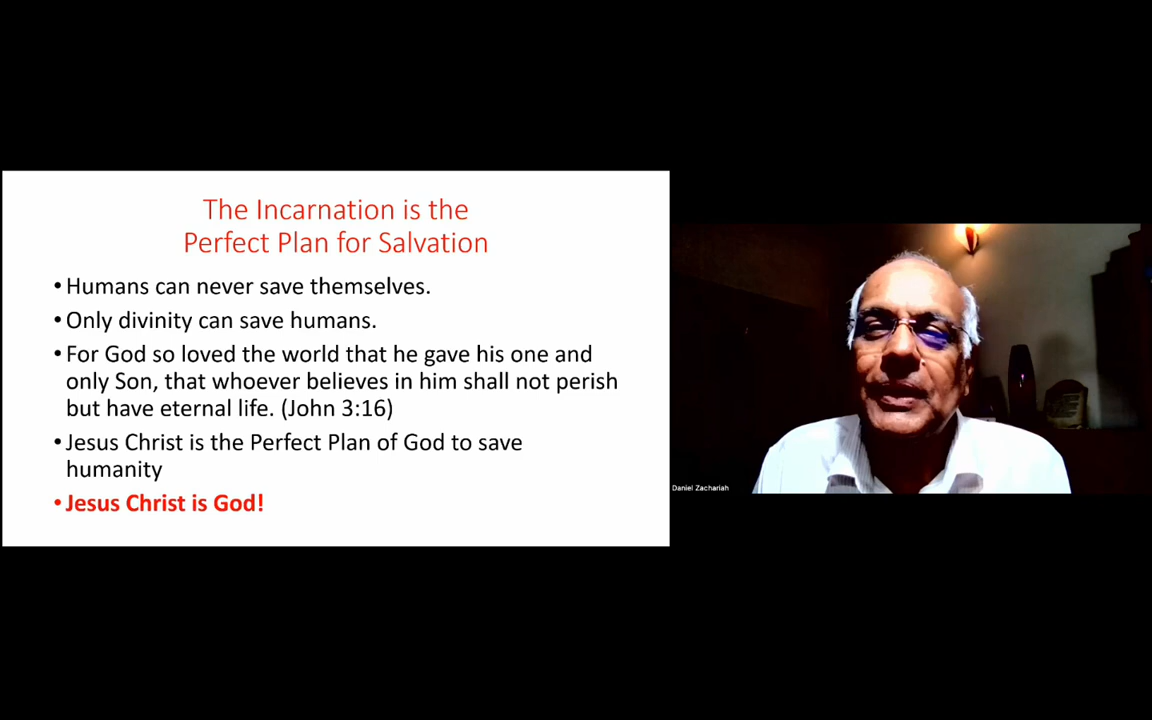 The Incarnation is the
Perfect Plan for Salvation
•Humans can never save themselves.
•Only divinity can save humans.
•For God so loved the world that he gave his one and
only Son, that whoever believes in him shall not perish
but have eternal life. (John 3:16)
•Jesus Christ is the Perfect Plan of God to save
humanity
•Jesus Christ is God!
Daniel Zachariah